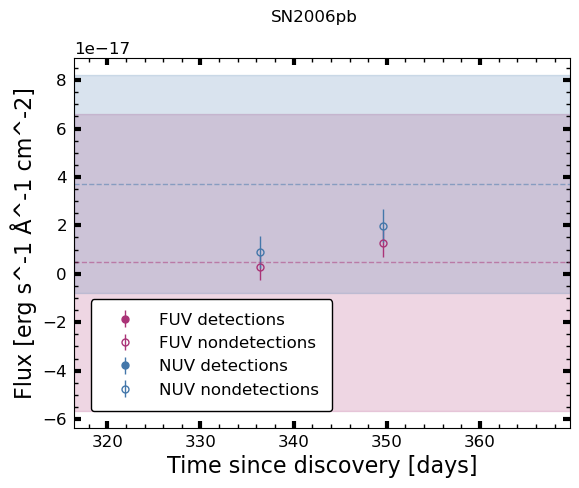 SN2006pb
1e−17
8
6
4
2
0
−2
−4
−6
Flux [erg s^-1 Å^-1 cm^-2]
FUV detections
FUV nondetections
NUV detections
NUV nondetections
320 330 340 350 360
Time since discovery [days]